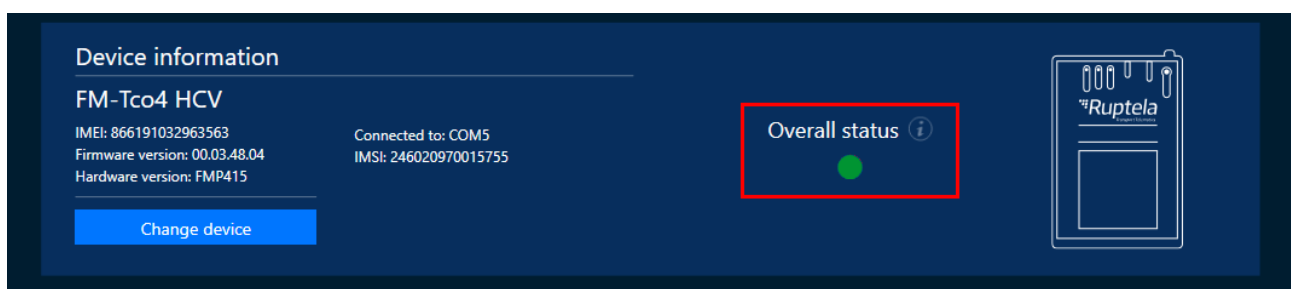 Device information
FM-Tco4 HCV
IMEI: 866191032963563
Firmware version: 00.03.48.04
Hardware version: FMP415
Connected to: COM5
IMSI: 246020970015755
Change device
Overall status
Ruptela